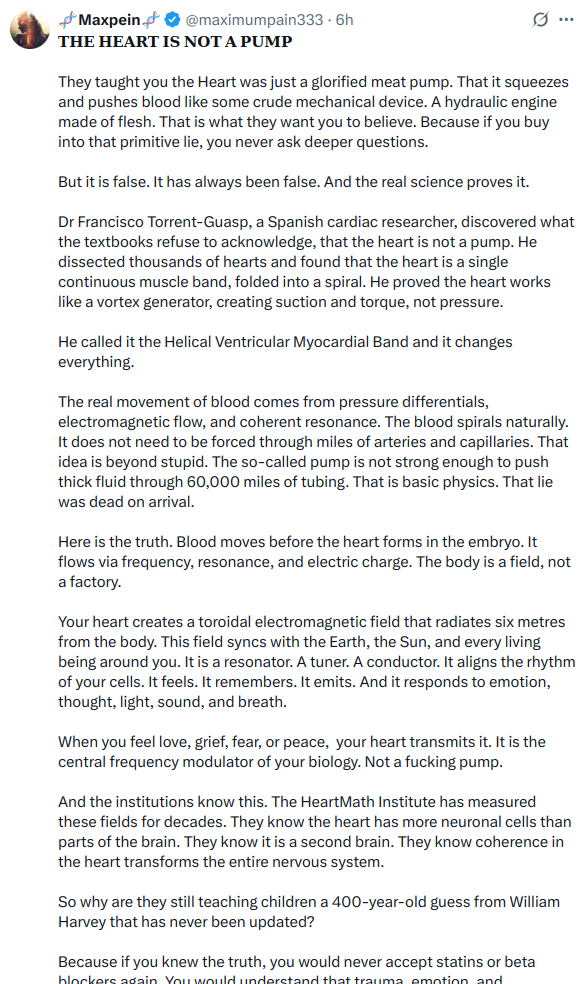 🧬Maxpein🧬 @maximumpain333 · 6h
THE HEART IS NOT A PUMP
They taught you the Heart was just a glorified meat pump. That it squeezes
and pushes blood like some crude mechanical device. A hydraulic engine
made of flesh. That is what they want you to believe. Because if you buy
into that primitive lie, you never ask deeper questions.
But it is false. It has always been false. And the real science proves it.
Dr Francisco Torrent-Guasp, a Spanish cardiac researcher, discovered what
the textbooks refuse to acknowledge, that the heart is not a pump. He
dissected thousands of hearts and found that the heart is a single
continuous muscle band, folded into a spiral. He proved the heart works
like a vortex generator, creating suction and torque, not pressure.
He called it the Helical Ventricular Myocardial Band and it changes
everything.
The real movement of blood comes from pressure differentials,
electromagnetic flow, and coherent resonance. The blood spirals naturally.
It does not need to be forced through miles of arteries and capillaries. That
idea is beyond stupid. The so-called pump is not strong enough to push
thick fluid through 60,000 miles of tubing. That is basic physics. That lie
was dead on arrival.
Here is the truth. Blood moves before the heart forms in the embryo. It
flows via frequency, resonance, and electric charge. The body is a field, not
a factory.
Your heart creates a toroidal electromagnetic field that radiates six metres
from the body. This field syncs with the Earth, the Sun, and every living
being around you. It is a resonator. A tuner. A conductor. It aligns the rhythm
of your cells. It feels. It remembers. It emits. And it responds to emotion,
thought, light, sound, and breath.
When you feel love, grief, fear, or peace,  your heart transmits it. It is the
central frequency modulator of your biology. Not a fucking pump.
And the institutions know this. The HeartMath Institute has measured
these fields for decades. They know the heart has more neuronal cells than
parts of the brain. They know it is a second brain. They know coherence in
the heart transforms the entire nervous system.
So why are they still teaching children a 400-year-old guess from William
Harvey that has never been updated?
Because if you knew the truth, you would never accept statins or beta
blockers again. You would understand that trauma, emotion, and